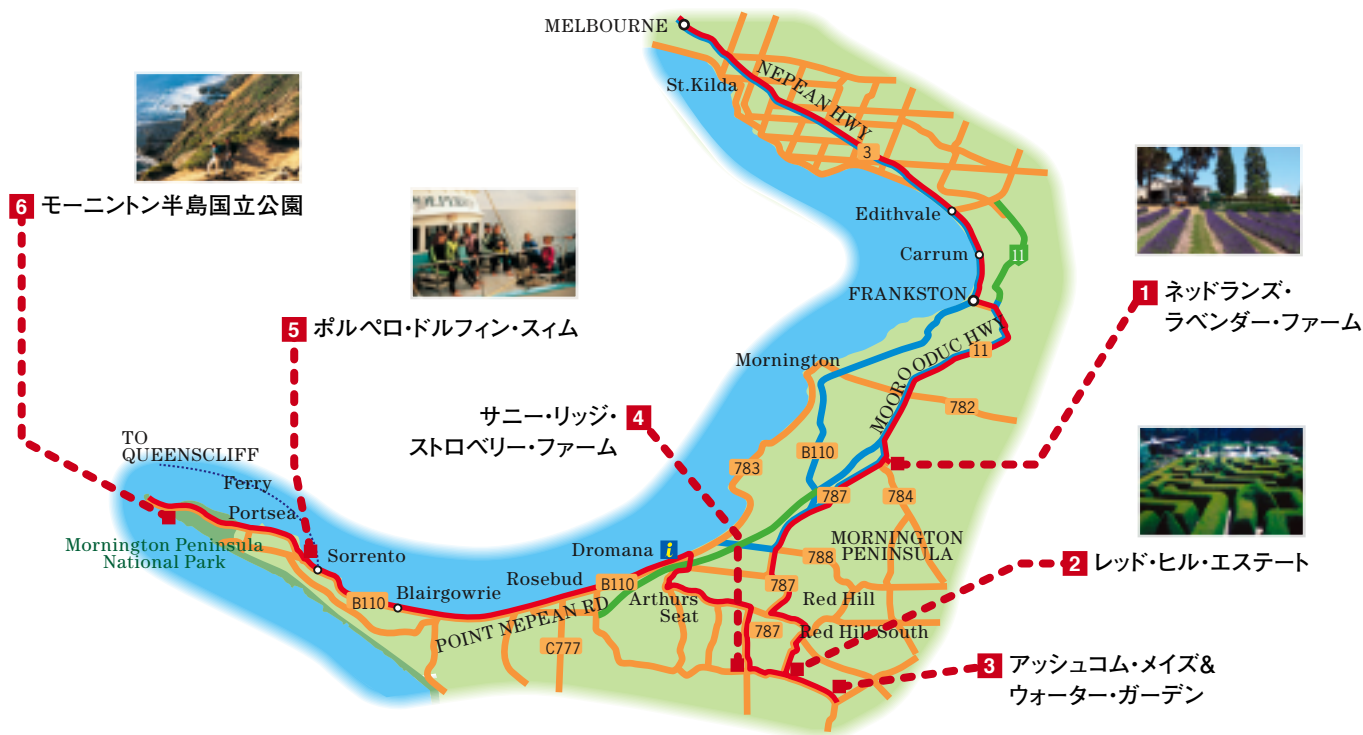 MELBOURNE
St.Kilda
NEPEAN HWY
3
6 モーニントン半島国立公園
Edithvale
Carrum
11
FRANKSTON
1 ネッドランズ・
ラベンダー・ファーム
5 ポルペロ・ドルフィン・スィム
MOOROODUC HWY
11
Mornington
782
サニー・リッジ・ 4
ストロベリー・ファーム
TO
QUEENSCLIFF
Ferry
783
B110
787
784
Portsea
Mornington Peninsula
National Park
Sorrento
Dromana i
MORNINGTON
PENINSULA
788
2 レッド・ヒル・エステート
Rosebud
B110
Blairgowrie
B110
POINT NEPEAN RD
Arthurs
Seat
787
Red Hill
787
Red Hill South
C777
3 アッシュコム・メイズ&
ウォーター・ガーデン